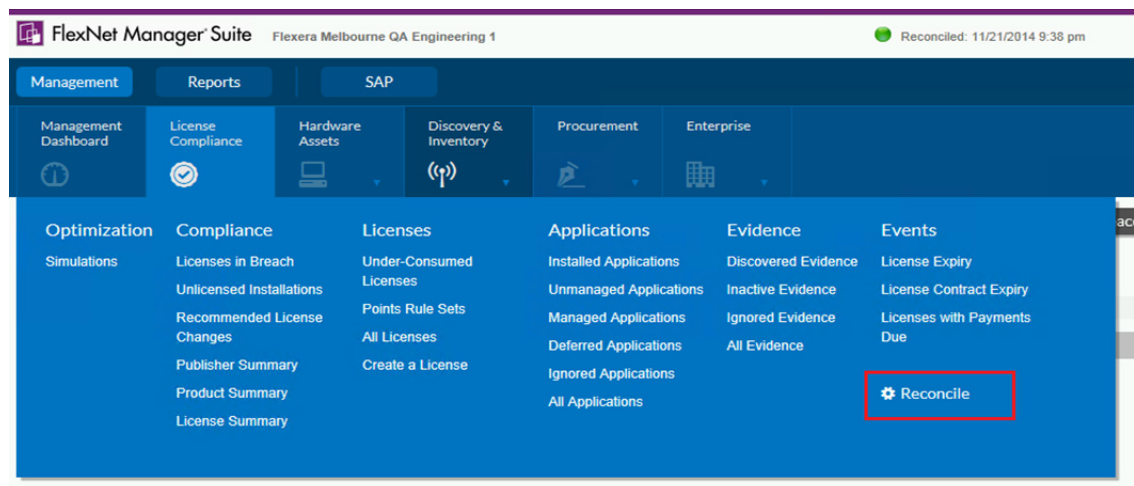 FlexNet Manager® Suite Flexera Melbourne QA Engineering 1 Reconciled: 11/21/2014 9:38 pm
Management Reports SAP
Management Dashboard
License Compliance
Hardware Assets
Discovery & Inventory
Procurement
Enterprise
Optimization
Simulations
Compliance
Licenses in Breach
Unlicensed Installations
Recommended License
Changes
Publisher Summary
Product Summary
License Summary
Licenses
Under-Consumed
Licenses
Points Rule Sets
All Licenses
Create a License
Applications
Installed Applications
Unmanaged Applications
Managed Applications
Deferred Applications
Ignored Applications
All Applications
Evidence
Discovered Evidence
Inactive Evidence
Ignored Evidence
All Evidence
Events
License Expiry
License Contract Expiry
Licenses with Payments
Due
Reconcile